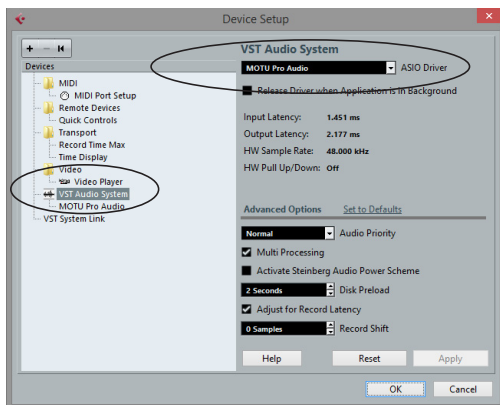 Device Setup
+ - |◄
Devices
MIDI
MIDI Port Setup
Remote Devices
Quick Controls
Transport
Record Time Max
Time Display
Video
Video Player
VST Audio System
MOTU Pro Audio
VST System Link
VST Audio System
MOTU Pro Audio ASIO Driver
Release Driver when Application is in Background
Input Latency: 1.451 ms
Output Latency: 2.177 ms
HW Sample Rate: 48.000 kHz
HW Pull Up/Down: Off
Advanced Options Set to Defaults
Normal Audio Priority
Multi Processing
Activate Steinberg Audio Power Scheme
2 Seconds Disk Preload
Adjust for Record Latency
0 Samples Record Shift
Help Reset Apply
OK Cancel